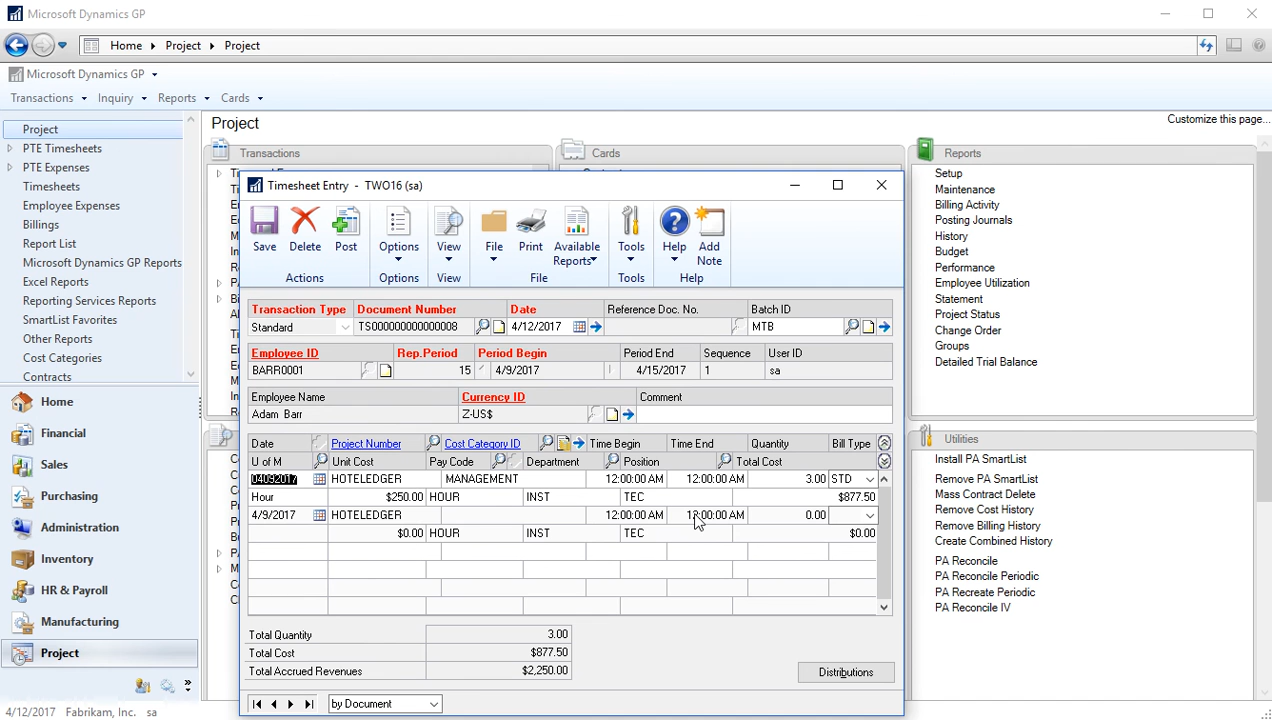 Microsoft Dynamics GP
Home
Project
Project
Microsoft Dynamics GP
Transactions
Inquiry
Reports
Cards
Customize this page...
Project
PTE Timesheets
PTE Expenses
Timesheets
Employee Expenses
Billings
Report List
Microsoft Dynamics GP Reports
Excel Reports
Reporting Services Reports
SmartList Favorites
Other Reports
Cost Categories
Contracts
Home
Financial
Sales
Purchasing
Administration
Inventory
HR & Payroll
Manufacturing
Project
Project
Transactions
Cards
Timesheet Entry - TWO16 (sa)
Save
Delete
Post
Options
View
File
Print
Available Reports
Tools
Help
Add Note
Actions
Options
View
File
Tools
Help
Transaction Type
Document Number
Date
Reference Doc. No.
Batch ID
Standard
TS000000000000008
4/12/2017
MTB
Employee ID
Rep.Period
Period Begin
Period End
Sequence
User ID
BARR0001
15
4/9/2017
4/15/2017
1
sa
Employee Name
Currency ID
Comment
Adam Barr
Z-US$
Date
Project Number
Cost Category ID
Time Begin
Time End
Quantity
Bill Type
U of M
Unit Cost
Pay Code
Department
Position
Total Cost
04092017
HOTELEDGER
MANAGEMENT
12:00:00 AM
12:00:00 AM
3.00
STD
Hour
$250.00
HOUR
INST
TEC
$877.50
4/9/2017
HOTELEDGER
12:00:00 AM
12:00:00 AM
0.00
$0.00
HOUR
INST
TEC
$0.00
Total Quantity
3.00
Total Cost
$877.50
Total Accrued Revenues
$2,250.00
Distributions
by Document
Reports
Setup
Maintenance
Billing Activity
Posting Journals
History
Budget
Performance
Employee Utilization
Statement
Project Status
Change Order
Groups
Detailed Trial Balance
Utilities
Install PA SmartList
Remove PA SmartList
Mass Contract Delete
Remove Cost History
Remove Billing History
Create Combined History
PA Reconcile
PA Reconcile Periodic
PA Recreate Periodic
PA Reconcile IV
4/12/2017 Fabrikam, Inc. sa